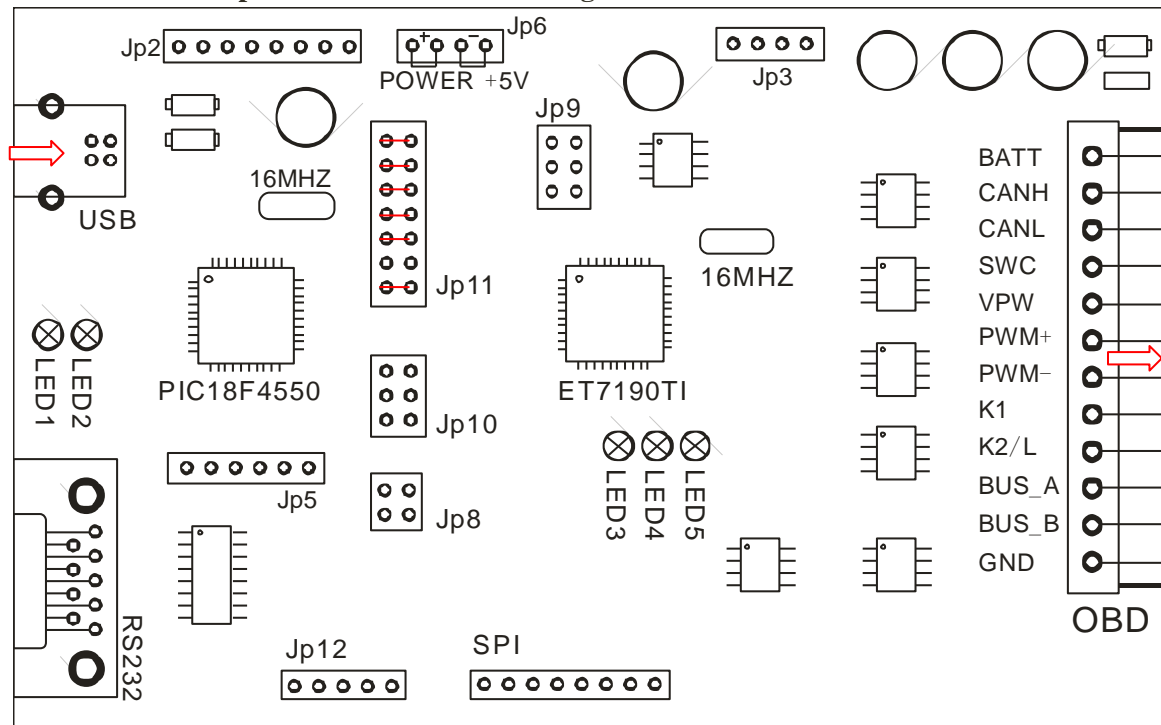 Jp2
+
−
Jp6
POWER +5V
Jp3
Jp9
16MHZ
USB
Jp11
16MHZ
BATT
CANH
CANL
SWC
VPW
PWM+
PWM−
K1
K2/L
BUS_A
BUS_B
GND
OBD
LED1
LED2
PIC18F4550
ET7190TI
Jp10
LED3
LED4
LED5
Jp5
Jp8
RS232
Jp12
SPI